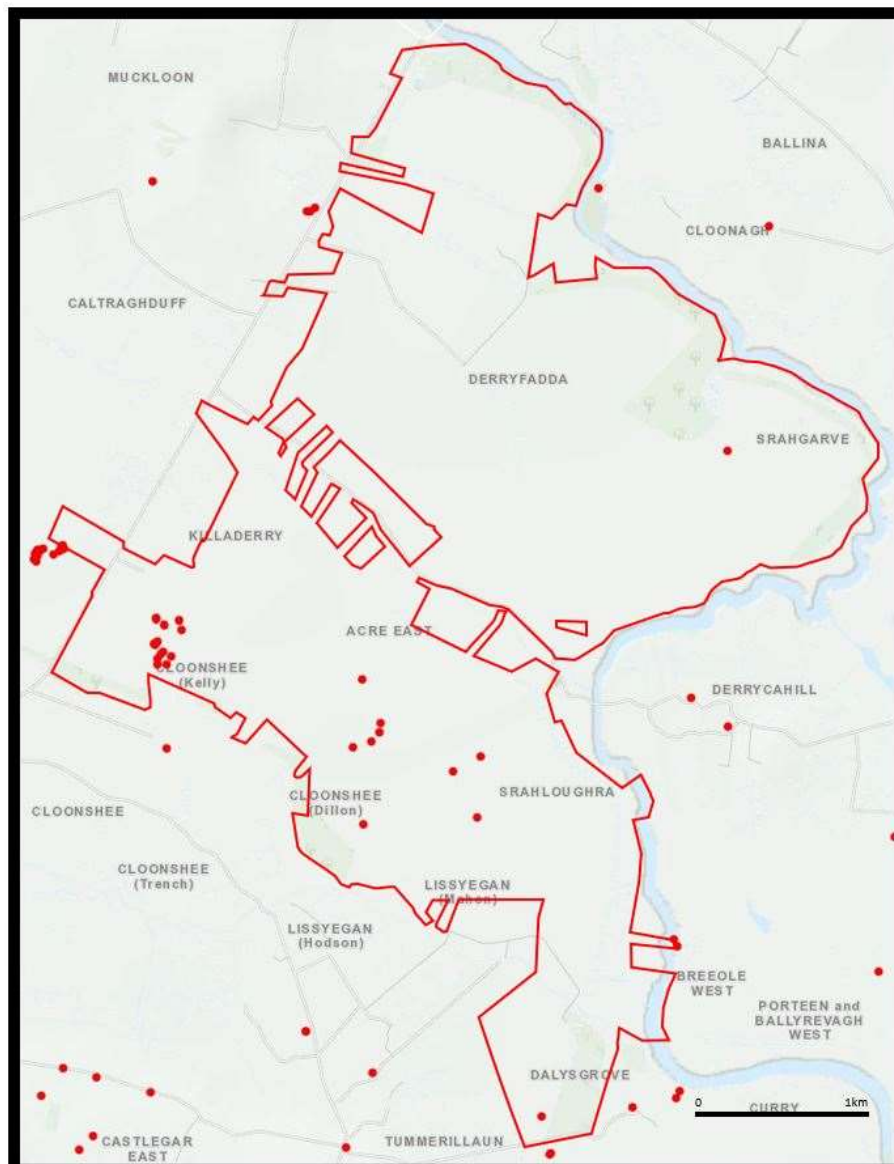 MUCKLOON
BALLINA
CLOONAGH
CALTRAGHDUFF
DERRYFADDA
SRAHGARVE
KILLADERRY
ACRE EAST
CLOONSHEE
(Kelly)
DERRYCAHILL
CLOONSHEE
(Dillon)
SRAHLOUGHRA
CLOONSHEE
CLOONSHEE
(Trench)
LISSYEGAN
(Mahon)
LISSYEGAN
(Hodson)
BREEOLE
WEST
PORTEEN and
BALLYREVAGH
WEST
DALYSGROVE
0 1km
CURRY
CASTLEGAR
EAST
TUMMERILLAUN